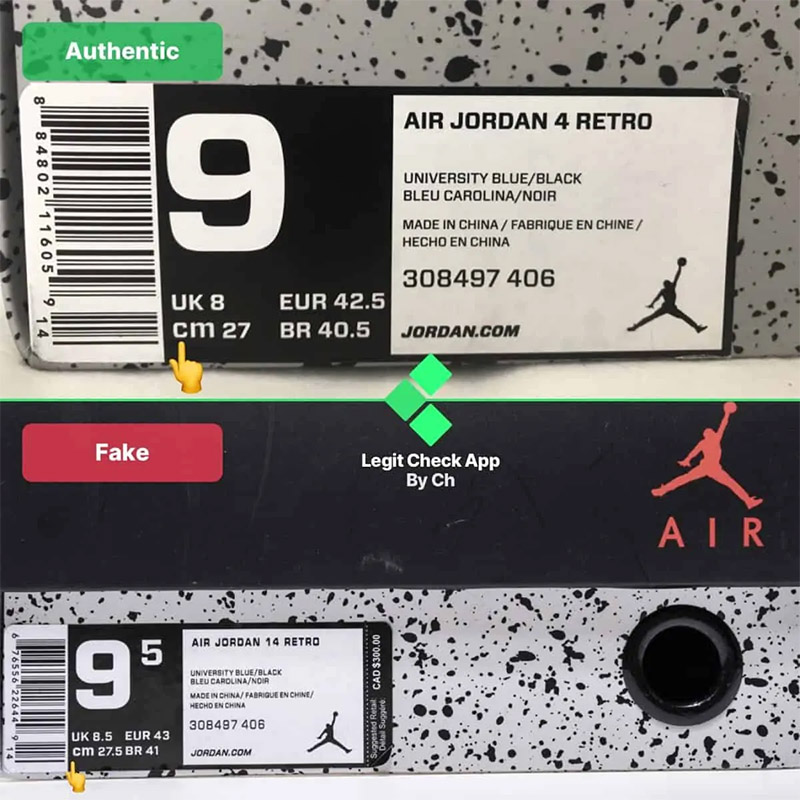 Authentic
8 84802 11605 9 14
9
UK 8 EUR 42.5
cm 27 BR 40.5
AIR JORDAN 4 RETRO
UNIVERSITY BLUE/BLACK
BLEU CAROLINA/NOIR
MADE IN CHINA / FABRIQUE EN CHINE /
HECHO EN CHINA
308497 406
JORDAN.COM
Fake
Legit Check App
By Ch
AIR
9 5
UK 8.5 EUR 43
cm 27.5 BR 41
AIR JORDAN 14 RETRO
UNIVERSITY BLUE/BLACK
BLEU CAROLINA/NOIR
MADE IN CHINA/ FABRIQUE EN CHINE/
HECHO EN CHINA
308497 406
JORDAN.COM
Suggested Retail: CAD $300.00
Detail Suggéré: